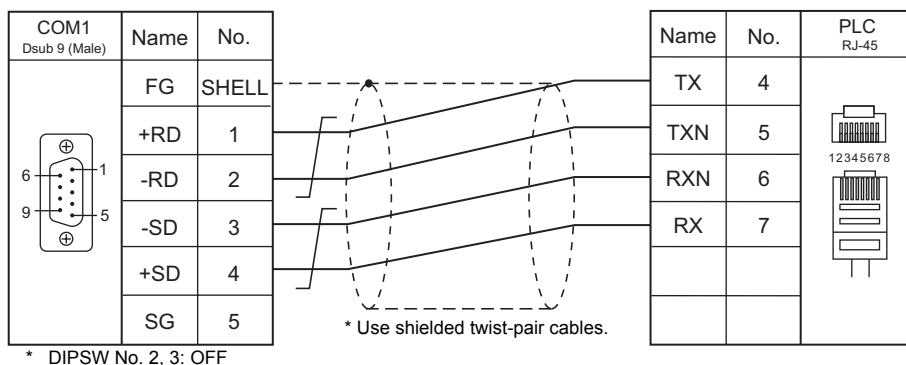 COM1
Dsub 9 (Male)
Name
No.
FG
SHELL
+RD
1
-RD
2
-SD
3
+SD
4
SG
5
6
1
9
5
* Use shielded twist-pair cables.
Name
No.
PLC
RJ-45
TX
4
TXN
5
RXN
6
RX
7
12345678
* DIPSW No. 2, 3: OFF